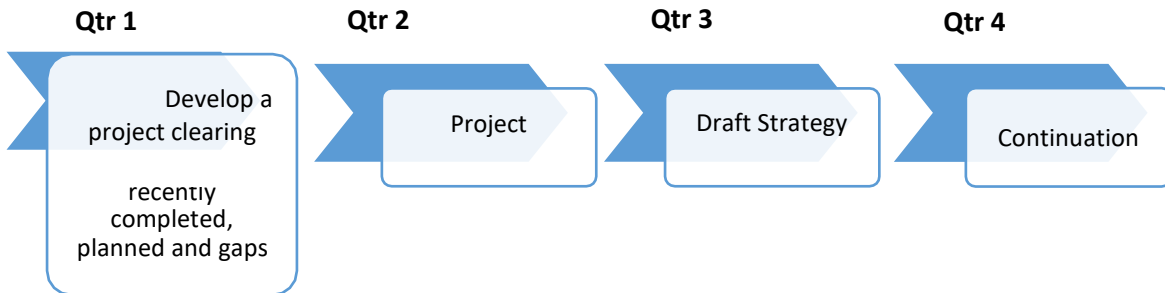 Qtr 1
Qtr 2
Qtr 3
Qtr 4
Develop a
project clearing
recently
completed,
planned and gaps
Project
Draft Strategy
Continuation